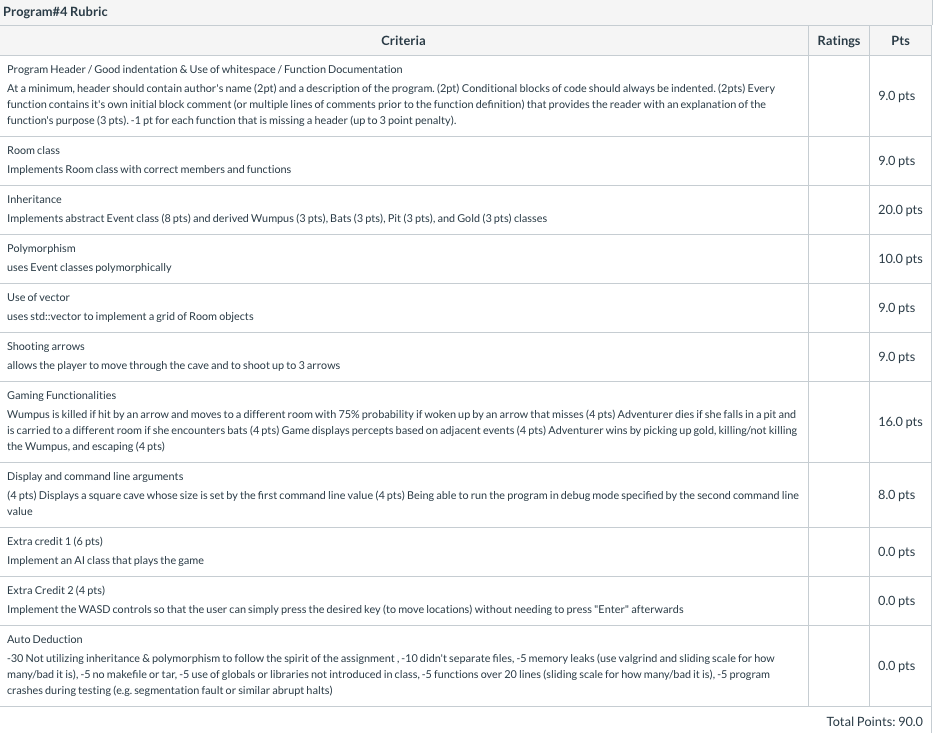 Program#4 Rubric
Criteria
Ratings
Pts
Program Header / Good indentation & Use of whitespace / Function Documentation
At a minimum, header should contain author's name (2pt) and a description of the program. (2pt) Conditional blocks of code should always be indented. (2pts) Every
function contains it's own initial block comment (or multiple lines of comments prior to the function definition) that provides the reader with an explanation of the
function's purpose (3 pts). -1 pt for each function that is missing a header (up to 3 point penalty).
9.0 pts
Room class
Implements Room class with correct members and functions
9.0 pts
Inheritance
Implements abstract Event class (8 pts) and derived Wumpus (3 pts), Bats (3 pts), Pit (3 pts), and Gold (3 pts) classes
20.0 pts
Polymorphism
uses Event classes polymorphically
10.0 pts
Use of vector
uses std::vector to implement a grid of Room objects
9.0 pts
Shooting arrows
allows the player to move through the cave and to shoot up to 3 arrows
9.0 pts
Gaming Functionalities
Wumpus is killed if hit by an arrow and moves to a different room with 75% probability if woken up by an arrow that misses (4 pts) Adventurer dies if she falls in a pit and
is carried to a different room if she encounters bats (4 pts) Game displays percepts based on adjacent events (4 pts) Adventurer wins by picking up gold, killing/not killing
the Wumpus, and escaping (4 pts)
16.0 pts
Display and command line arguments
(4 pts) Displays a square cave whose size is set by the first command line value (4 pts) Being able to run the program in debug mode specified by the second command line
value
8.0 pts
Extra credit 1 (6 pts)
Implement an AI class that plays the game
0.0 pts
Extra Credit 2 (4 pts)
Implement the WASD controls so that the user can simply press the desired key (to move locations) without needing to press "Enter" afterwards
0.0 pts
Auto Deduction
-30 Not utilizing inheritance & polymorphism to follow the spirit of the assignment , -10 didn't separate files, -5 memory leaks (use valgrind and sliding scale for how
many/bad it is), -5 no makefile or tar, -5 use of globals or libraries not introduced in class, -5 functions over 20 lines (sliding scale for how many/bad it is), -5 program
crashes during testing (e.g. segmentation fault or similar abrupt halts)
0.0 pts
Total Points: 90.0